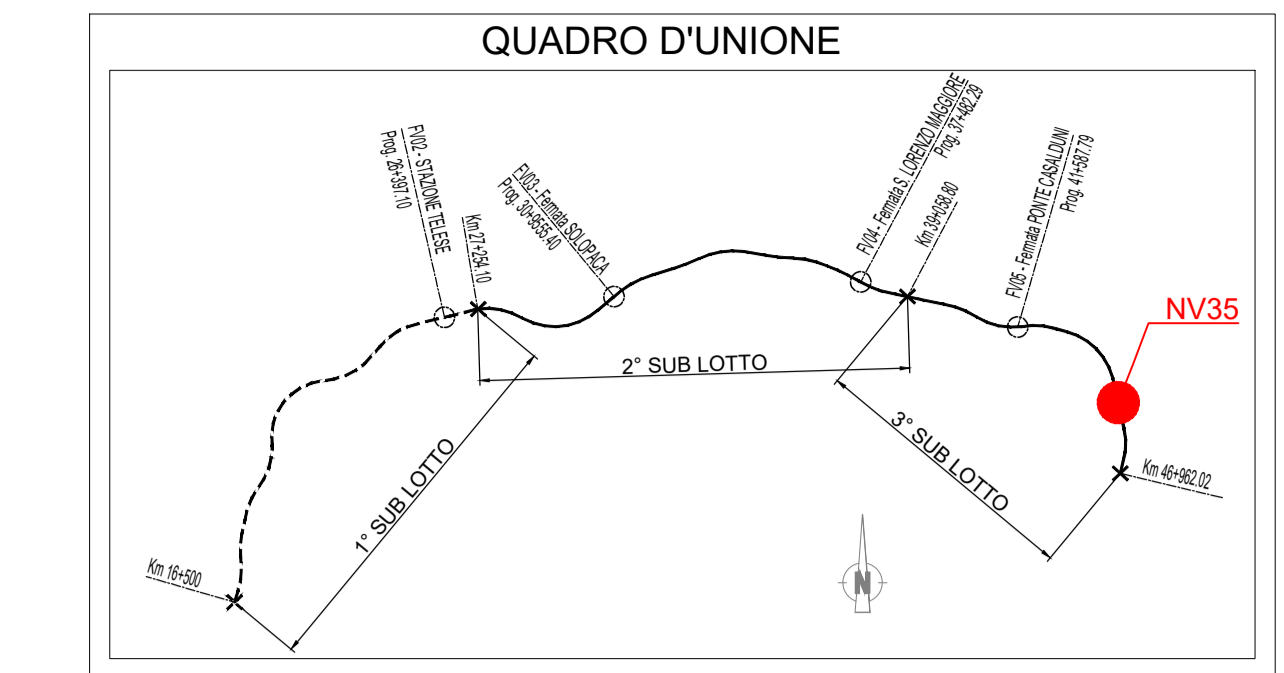 QUADRO D'UNIONE
FV02 - STAZIONE TELESE
Prog. 26+397.10
Km 27+254.10
FV03 - Fermata SOLOPACA
Prog. 30+9555.40
FV04 - Fermata S. LORENZO MAGGIORE
Prog. 37+482.29
Km 39+058.80
FV05 - Fermata PONTE CASALDUNI
Prog. 41+587.79
NV35
2° SUB LOTTO
3° SUB LOTTO
1° SUB LOTTO
Km 46+962.02
Km 16+500
N